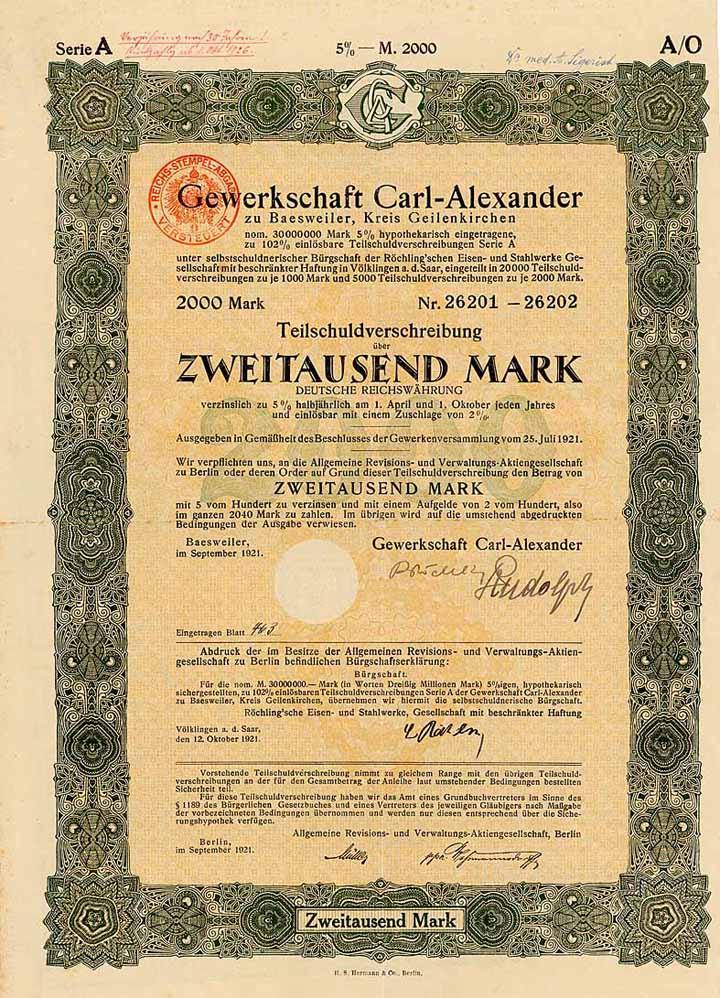 Serie A
5% — M. 2000
A/O
Verjährung nach 30 Jahren!
Dr. med. A. Sigerist
REICHS-STEMPEL-ABGABE
VERSTEUERT
Gewerkschaft Carl-Alexander
zu Baesweiler, Kreis Geilenkirchen
nom. 30000000 Mark 5% hypothekarisch eingetragene,
zu 102% einlösbare Teilschuldverschreibungen Serie A
unter selbstschuldnerischer Bürgschaft der Röchling'schen Eisen- und Stahlwerke Ge-
sellschaft mit beschränkter Haftung in Völklingen a. d. Saar, eingeteilt in 20000 Teilschuld-
verschreibungen zu je 1000 Mark und 5000 Teilschuldverschreibungen zu je 2000 Mark.
2000 Mark
Nr. 26201 — 26202
Teilschuldverschreibung
über
ZWEITAUSEND MARK
DEUTSCHE REICHSWÄHRUNG
verzinslich zu 5% halbjährlich am 1. April und 1. Oktober jeden Jahres
und einlösbar mit einem Zuschlage von 2%.
Ausgegeben in Gemäßheit des Beschlusses der Gewerkenversammlung vom 25. Juli 1921.
Wir verpflichten uns, an die Allgemeine Revisions- und Verwaltungs-Aktiengesellschaft
zu Berlin oder deren Order auf Grund dieser Teilschuldverschreibung den Betrag von
ZWEITAUSEND MARK
mit 5 vom Hundert zu verzinsen und mit einem Aufgelde von 2 vom Hundert, also
im ganzen 2040 Mark zu zahlen. Im übrigen wird auf die umstehend abgedruckten
Bedingungen der Ausgabe verwiesen.
Baesweiler,
im September 1921.
Gewerkschaft Carl-Alexander
Rudolph
Eingetragen Blatt 403
Abdruck der im Besitze der Allgemeinen Revisions- und Verwaltungs-Aktien-
gesellschaft zu Berlin befindlichen Bürgschaftserklärung:
Bürgschaft.
Für die nom. M. 30000000.— Mark (in Worten Dreißig Millionen Mark) 5%igen, hypothekarisch
sichergestellten, zu 102% einlösbaren Teilschuldverschreibungen Serie A der Gewerkschaft Carl-Alexander
zu Baesweiler, Kreis Geilenkirchen, übernehmen wir hiermit die selbstschuldnerische Bürgschaft.
Röchling'sche Eisen- und Stahlwerke, Gesellschaft mit beschränkter Haftung
Völklingen a. d. Saar,
den 12. Oktober 1921.
Vorstehende Teilschuldverschreibung nimmt zu gleichem Range mit den übrigen Teilschuld-
verschreibungen an der für den Gesamtbetrag der Anleihe laut umstehender Bedingungen bestellten
Sicherheit teil.
Für diese Teilschuldverschreibung haben wir das Amt eines Grundbuchvertreters im Sinne des
§ 1189 des Bürgerlichen Gesetzbuches und eines Vertreters des jeweiligen Gläubigers nach Maßgabe
der vorbezeichneten Bedingungen übernommen und werden nur diesen entsprechend über die Siche-
rungshypothek verfügen.
Allgemeine Revisions- und Verwaltungs-Aktiengesellschaft, Berlin
Berlin,
im September 1921.
Müller
Zweitausend Mark
H. S. Hermann & Co., Berlin.